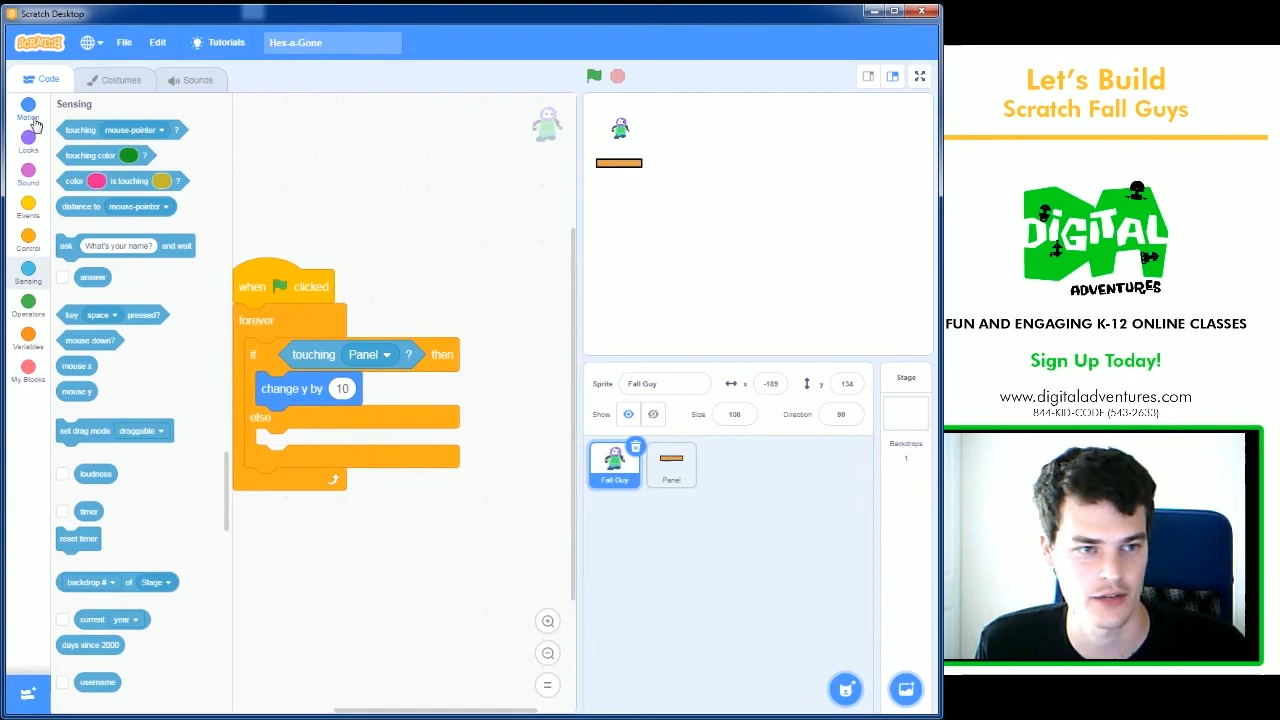 Scratch Desktop
SCRATCH
File
Edit
Tutorials
Hex-a-Gone
Code
Costumes
Sounds
Motion
Looks
Sound
Events
Control
Sensing
Operators
Variables
My Blocks
Sensing
touching mouse-pointer ?
touching color ?
color is touching ?
distance to mouse-pointer
ask What's your name? and wait
answer
key space pressed?
mouse down?
mouse x
mouse y
set drag mode draggable
loudness
timer
reset timer
backdrop # of Stage
current year
days since 2000
username
when clicked
forever
if touching Panel ? then
change y by 10
else
Sprite Fall Guy x -189 y 134
Show Size 100 Direction 90
Fall Guy
Panel
Stage
Backdrops
1
Let's Build
Scratch Fall Guys
DiGiTAL
ADVENTURES
FUN AND ENGAGING K-12 ONLINE CLASSES
Sign Up Today!
www.digitaladventures.com
844-KID-CODE (543-2633)